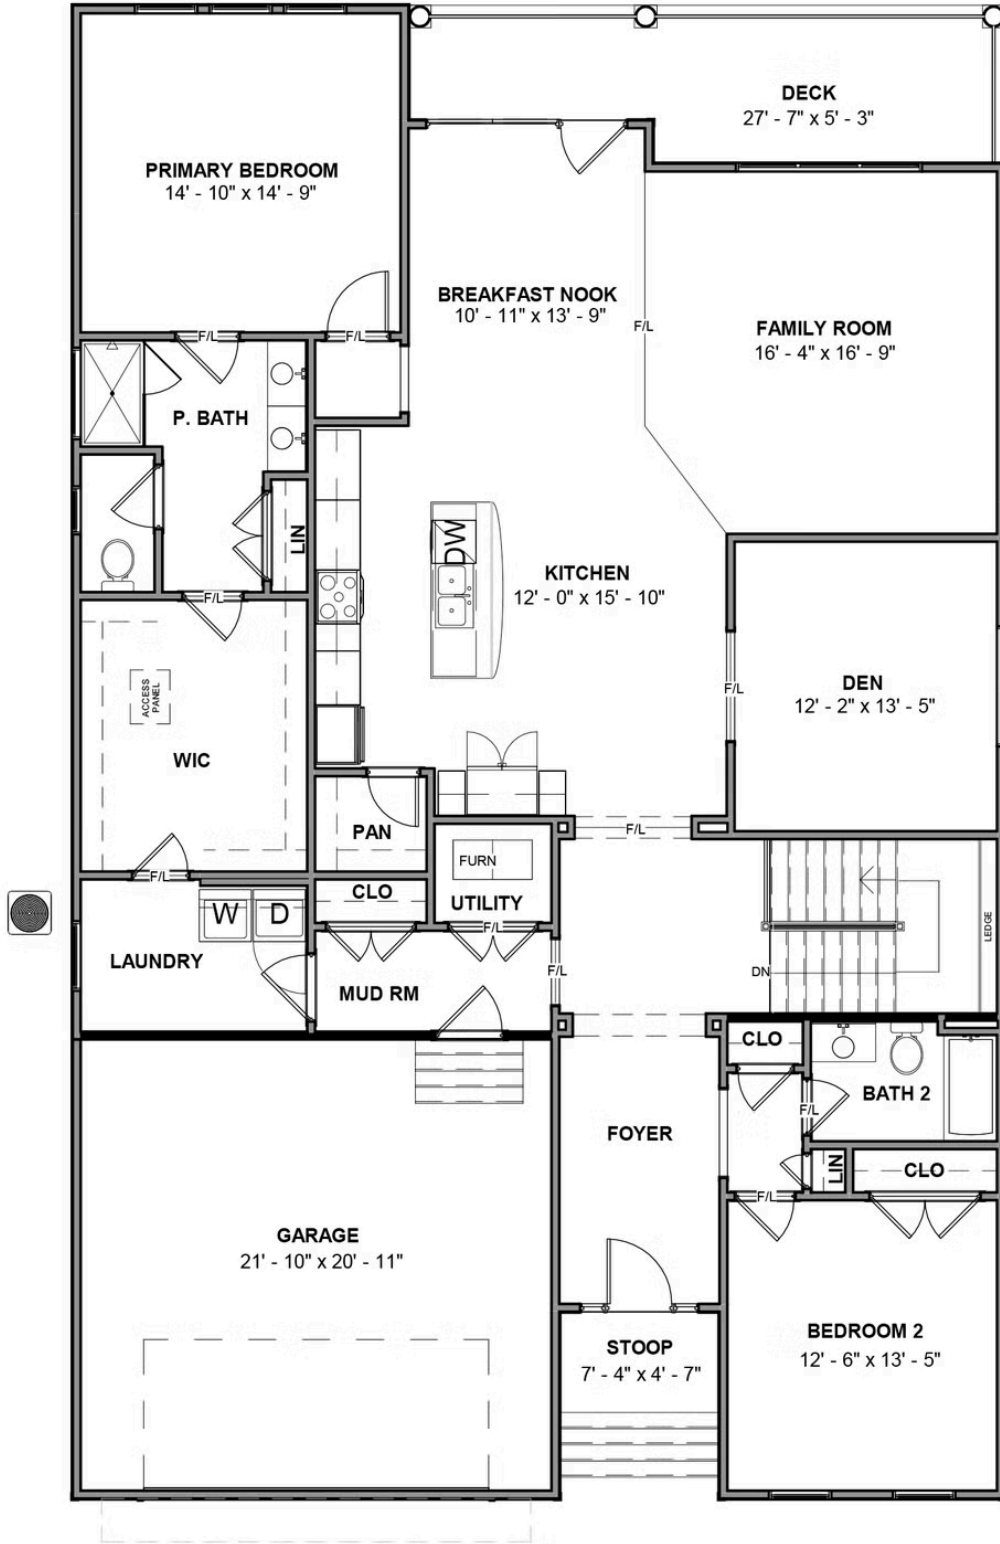 DECK
27' - 7" x 5' - 3"
PRIMARY BEDROOM
14' - 10" x 14' - 9"
BREAKFAST NOOK
10' - 11" x 13' - 9"
F/L
FAMILY ROOM
16' - 4" x 16' - 9"
F/L
F/L
P. BATH
LIN
DW
KITCHEN
12' - 0" x 15' - 10"
F/L
ACCESS
PANEL
WIC
F/L
DEN
12' - 2" x 13' - 5"
PAN
F/L
FURN
UTILITY
F/L
F/L
CLO
W
D
LAUNDRY
MUD RM
F/L
DN
LEDGE
CLO
BATH 2
F/L
FOYER
LIN
CLO
F/L
GARAGE
21' - 10" x 20' - 11"
STOOP
7' - 4" x 4' - 7"
BEDROOM 2
12' - 6" x 13' - 5"